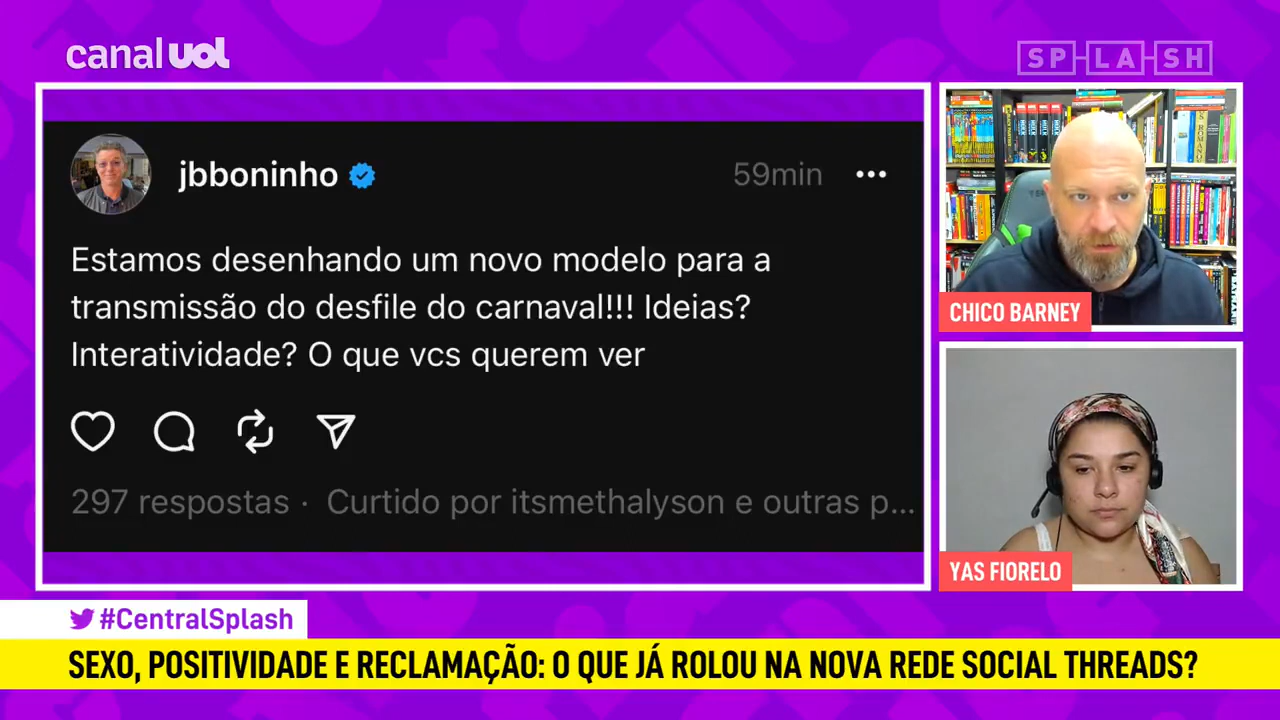 canal UOL
SPLASH
jbboninho
59min
Estamos desenhando um novo modelo para a
transmissão do desfile do carnaval!!! Ideias?
Interatividade? O que vcs querem ver
297 respostas · Curtido por itsmethalyson e outras p...
CHICO BARNEY
YAS FIORELO
#CentralSplash
SEXO, POSITIVIDADE E RECLAMAÇÃO: O QUE JÁ ROLOU NA NOVA REDE SOCIAL THREADS?